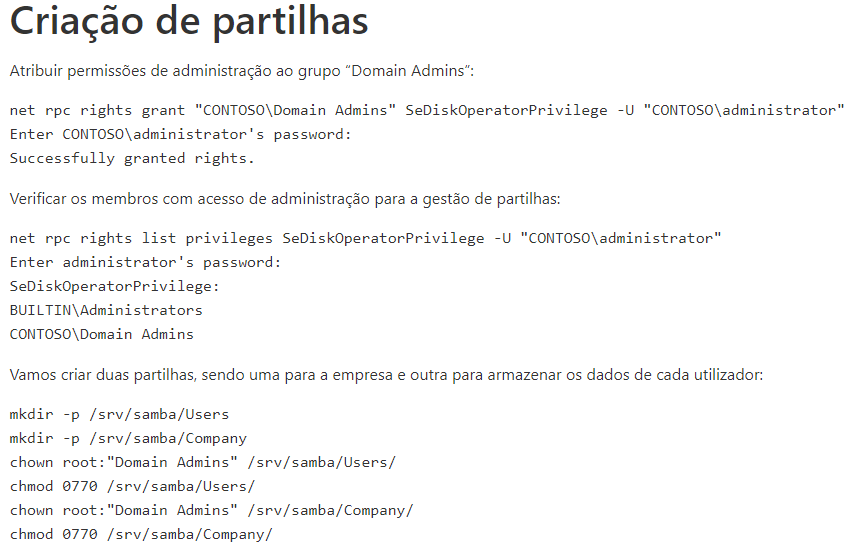 Criação de partilhas
Atribuir permissões de administração ao grupo “Domain Admins”:
net rpc rights grant "CONTOSO\Domain Admins" SeDiskOperatorPrivilege -U "CONTOSO\administrator"
Enter CONTOSO\administrator's password:
Successfully granted rights.
Verificar os membros com acesso de administração para a gestão de partilhas:
net rpc rights list privileges SeDiskOperatorPrivilege -U "CONTOSO\administrator"
Enter administrator's password:
SeDiskOperatorPrivilege:
BUILTIN\Administrators
CONTOSO\Domain Admins
Vamos criar duas partilhas, sendo uma para a empresa e outra para armazenar os dados de cada utilizador:
mkdir -p /srv/samba/Users
mkdir -p /srv/samba/Company
chown root:"Domain Admins" /srv/samba/Users/
chmod 0770 /srv/samba/Users/
chown root:"Domain Admins" /srv/samba/Company/
chmod 0770 /srv/samba/Company/